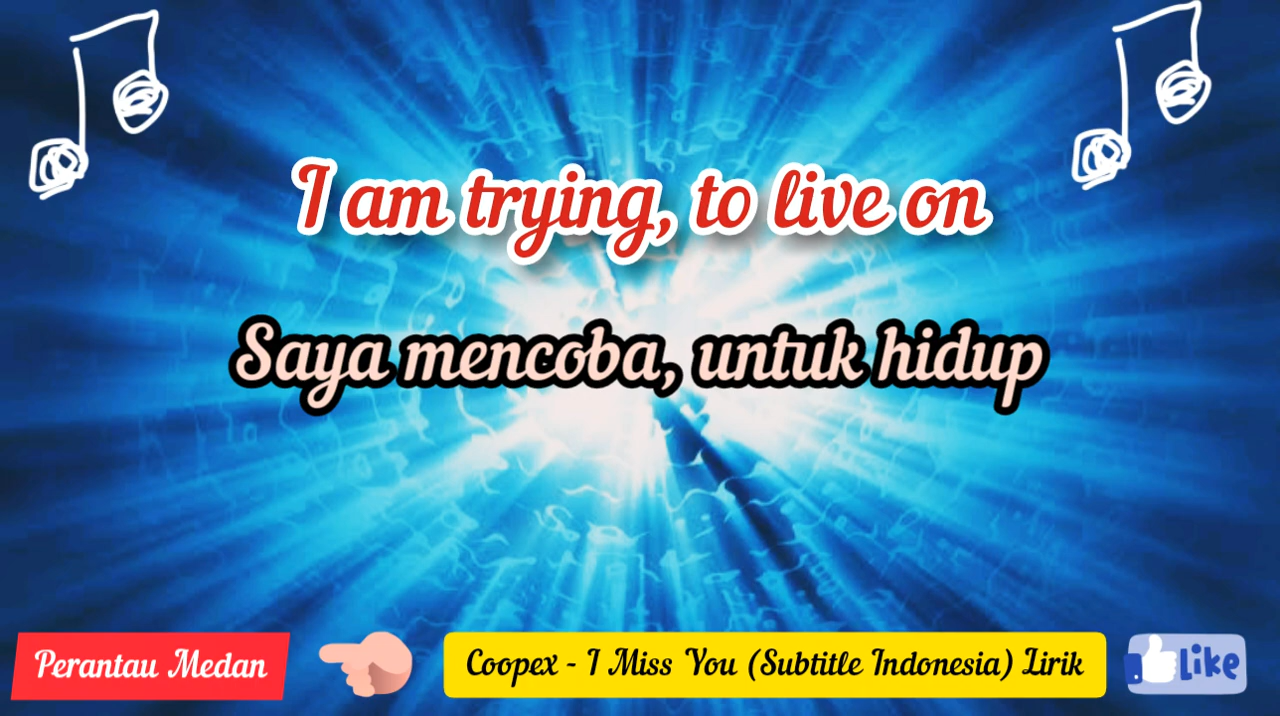 I am trying, to live on
Saya mencoba, untuk hidup
Perantau Medan
Coopex - I Miss You (Subtitle Indonesia) Lirik
Like